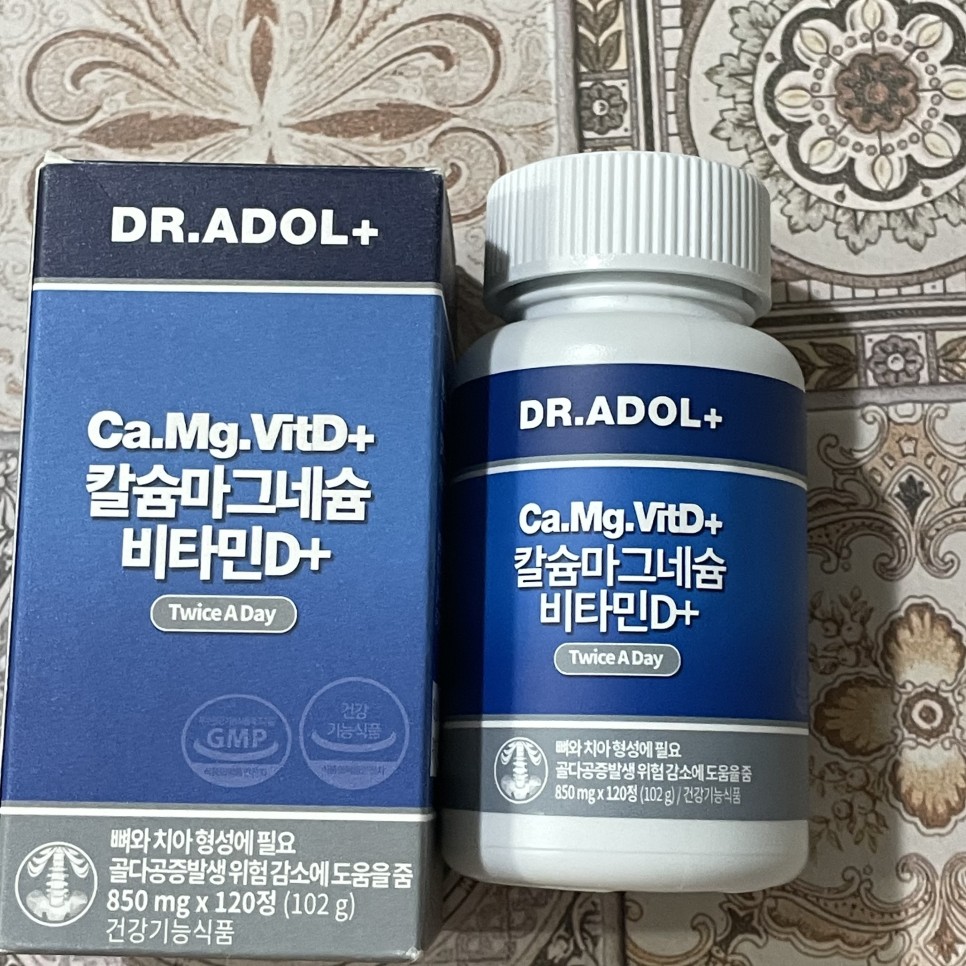 DR.ADOL+
Ca.Mg.VitD+
칼슘마그네슘
비타민D+
Twice A Day
GMP
건강
기능식품
뼈와 치아 형성에 필요
골다공증발생 위험 감소에 도움을 줌
850 mg x 120정 (102 g)
건강기능식품
DR.ADOL+
Ca.Mg.VitD+
칼슘마그네슘
비타민D+
Twice A Day
뼈와 치아 형성에 필요
골다공증발생 위험 감소에 도움을 줌
850 mg x 120정 (102 g) / 건강기능식품